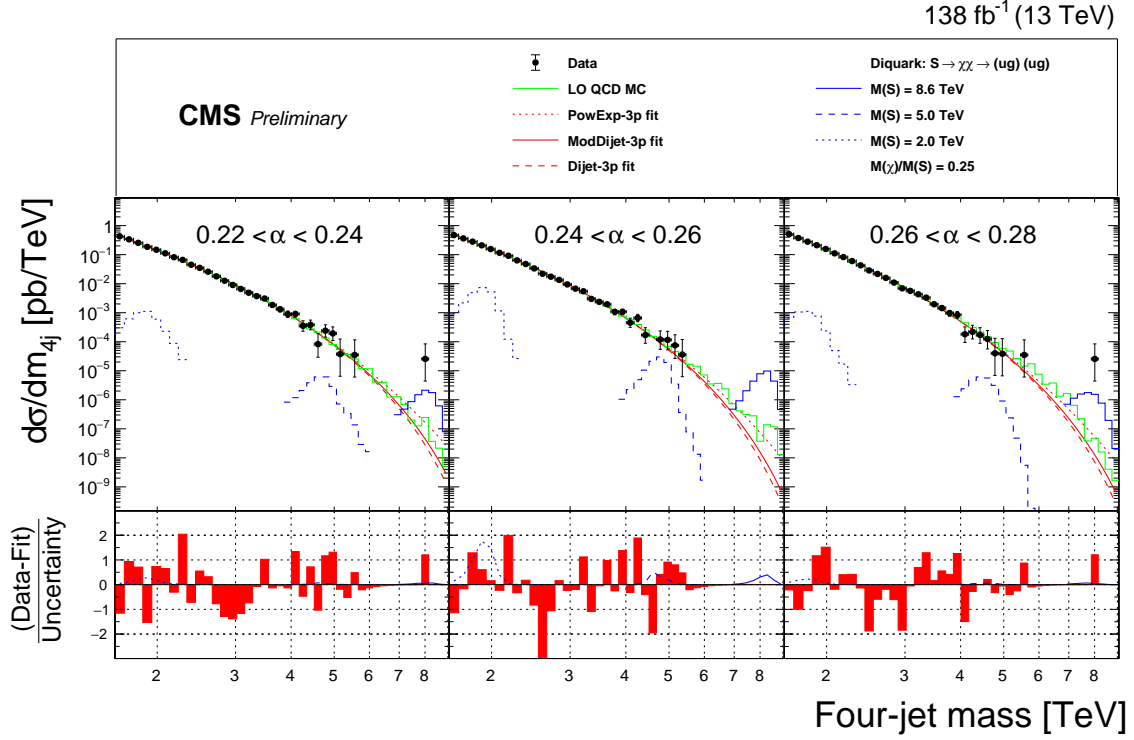 138 fb⁻¹ (13 TeV)
CMS Preliminary
Data
LO QCD MC
PowExp-3p fit
ModDijet-3p fit
Dijet-3p fit
Diquark: S → χχ → (ug) (ug)
M(S) = 8.6 TeV
M(S) = 5.0 TeV
M(S) = 2.0 TeV
M(χ)/M(S) = 0.25
dσ/dm₄ⱼ [pb/TeV]
1
10⁻¹
10⁻²
10⁻³
10⁻⁴
10⁻⁵
10⁻⁶
10⁻⁷
10⁻⁸
10⁻⁹
0.22 < α < 0.24
0.24 < α < 0.26
0.26 < α < 0.28
(Data-Fit)
Uncertainty
2
1
0
−1
−2
2 3 4 5 6 7 8
2 3 4 5 6 7 8
2 3 4 5 6 7 8
Four-jet mass [TeV]